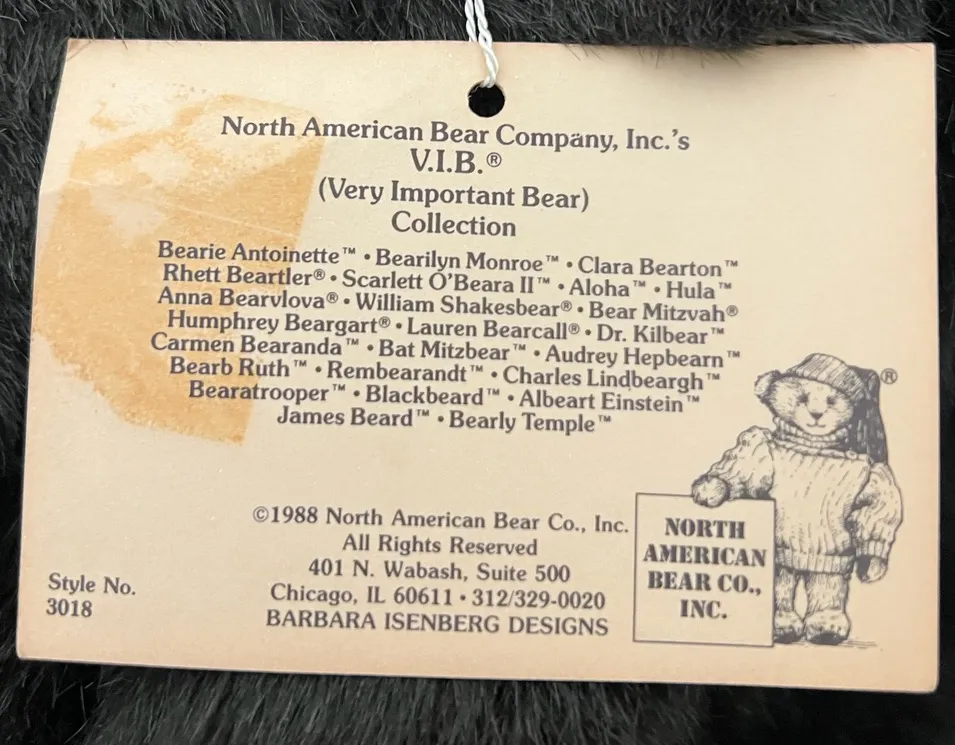 North American Bear Company, Inc.'s
V.I.B.®
(Very Important Bear)
Collection
Bearie Antoinette™ • Bearilyn Monroe™ • Clara Bearton™
Rhett Beartler® • Scarlett O'Beara II™ • Aloha™ • Hula™
Anna Bearvlova® • William Shakesbear® • Bear Mitzvah®
Humphrey Beargart® • Lauren Bearcall® • Dr. Kilbear™
Carmen Bearanda™ • Bat Mitzbear™ • Audrey Hepbearn™
Bearb Ruth™ • Rembearandt™ • Charles Lindbeargh™
Bearatrooper™ • Blackbeard™ • Albeart Einstein™
James Beard™ • Bearly Temple™
©1988 North American Bear Co., Inc.
All Rights Reserved
401 N. Wabash, Suite 500
Chicago, IL 60611 • 312/329-0020
BARBARA ISENBERG DESIGNS
Style No.
3018
®
NORTH
AMERICAN
BEAR CO.,
INC.